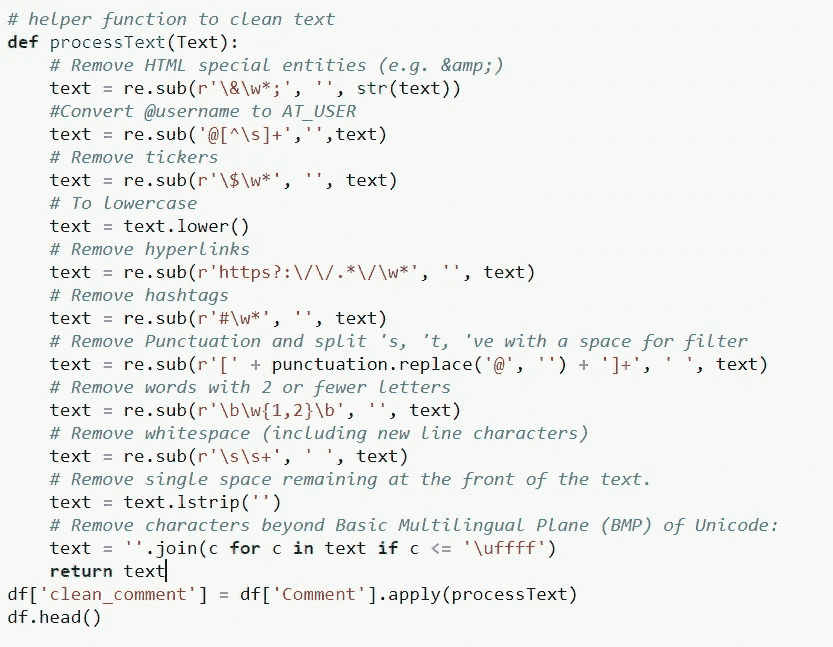 # helper function to clean text
def processText(Text):
    # Remove HTML special entities (e.g. &amp;)
    text = re.sub(r'\&\w*;', '', str(text))
    #Convert @username to AT_USER
    text = re.sub('@[^\s]+','',text)
    # Remove tickers
    text = re.sub(r'\$\w*', '', text)
    # To lowercase
    text = text.lower()
    # Remove hyperlinks
    text = re.sub(r'https?:\/\/.*\/\w*', '', text)
    # Remove hashtags
    text = re.sub(r'#\w*', '', text)
    # Remove Punctuation and split 's, 't, 've with a space for filter
    text = re.sub(r'[' + punctuation.replace('@', '') + ']+', ' ', text)
    # Remove words with 2 or fewer letters
    text = re.sub(r'\b\w{1,2}\b', '', text)
    # Remove whitespace (including new line characters)
    text = re.sub(r'\s\s+', ' ', text)
    # Remove single space remaining at the front of the text.
    text = text.lstrip('')
    # Remove characters beyond Basic Multilingual Plane (BMP) of Unicode:
    text = ''.join(c for c in text if c <= '\uffff')
    return text
df['clean_comment'] = df['Comment'].apply(processText)
df.head()